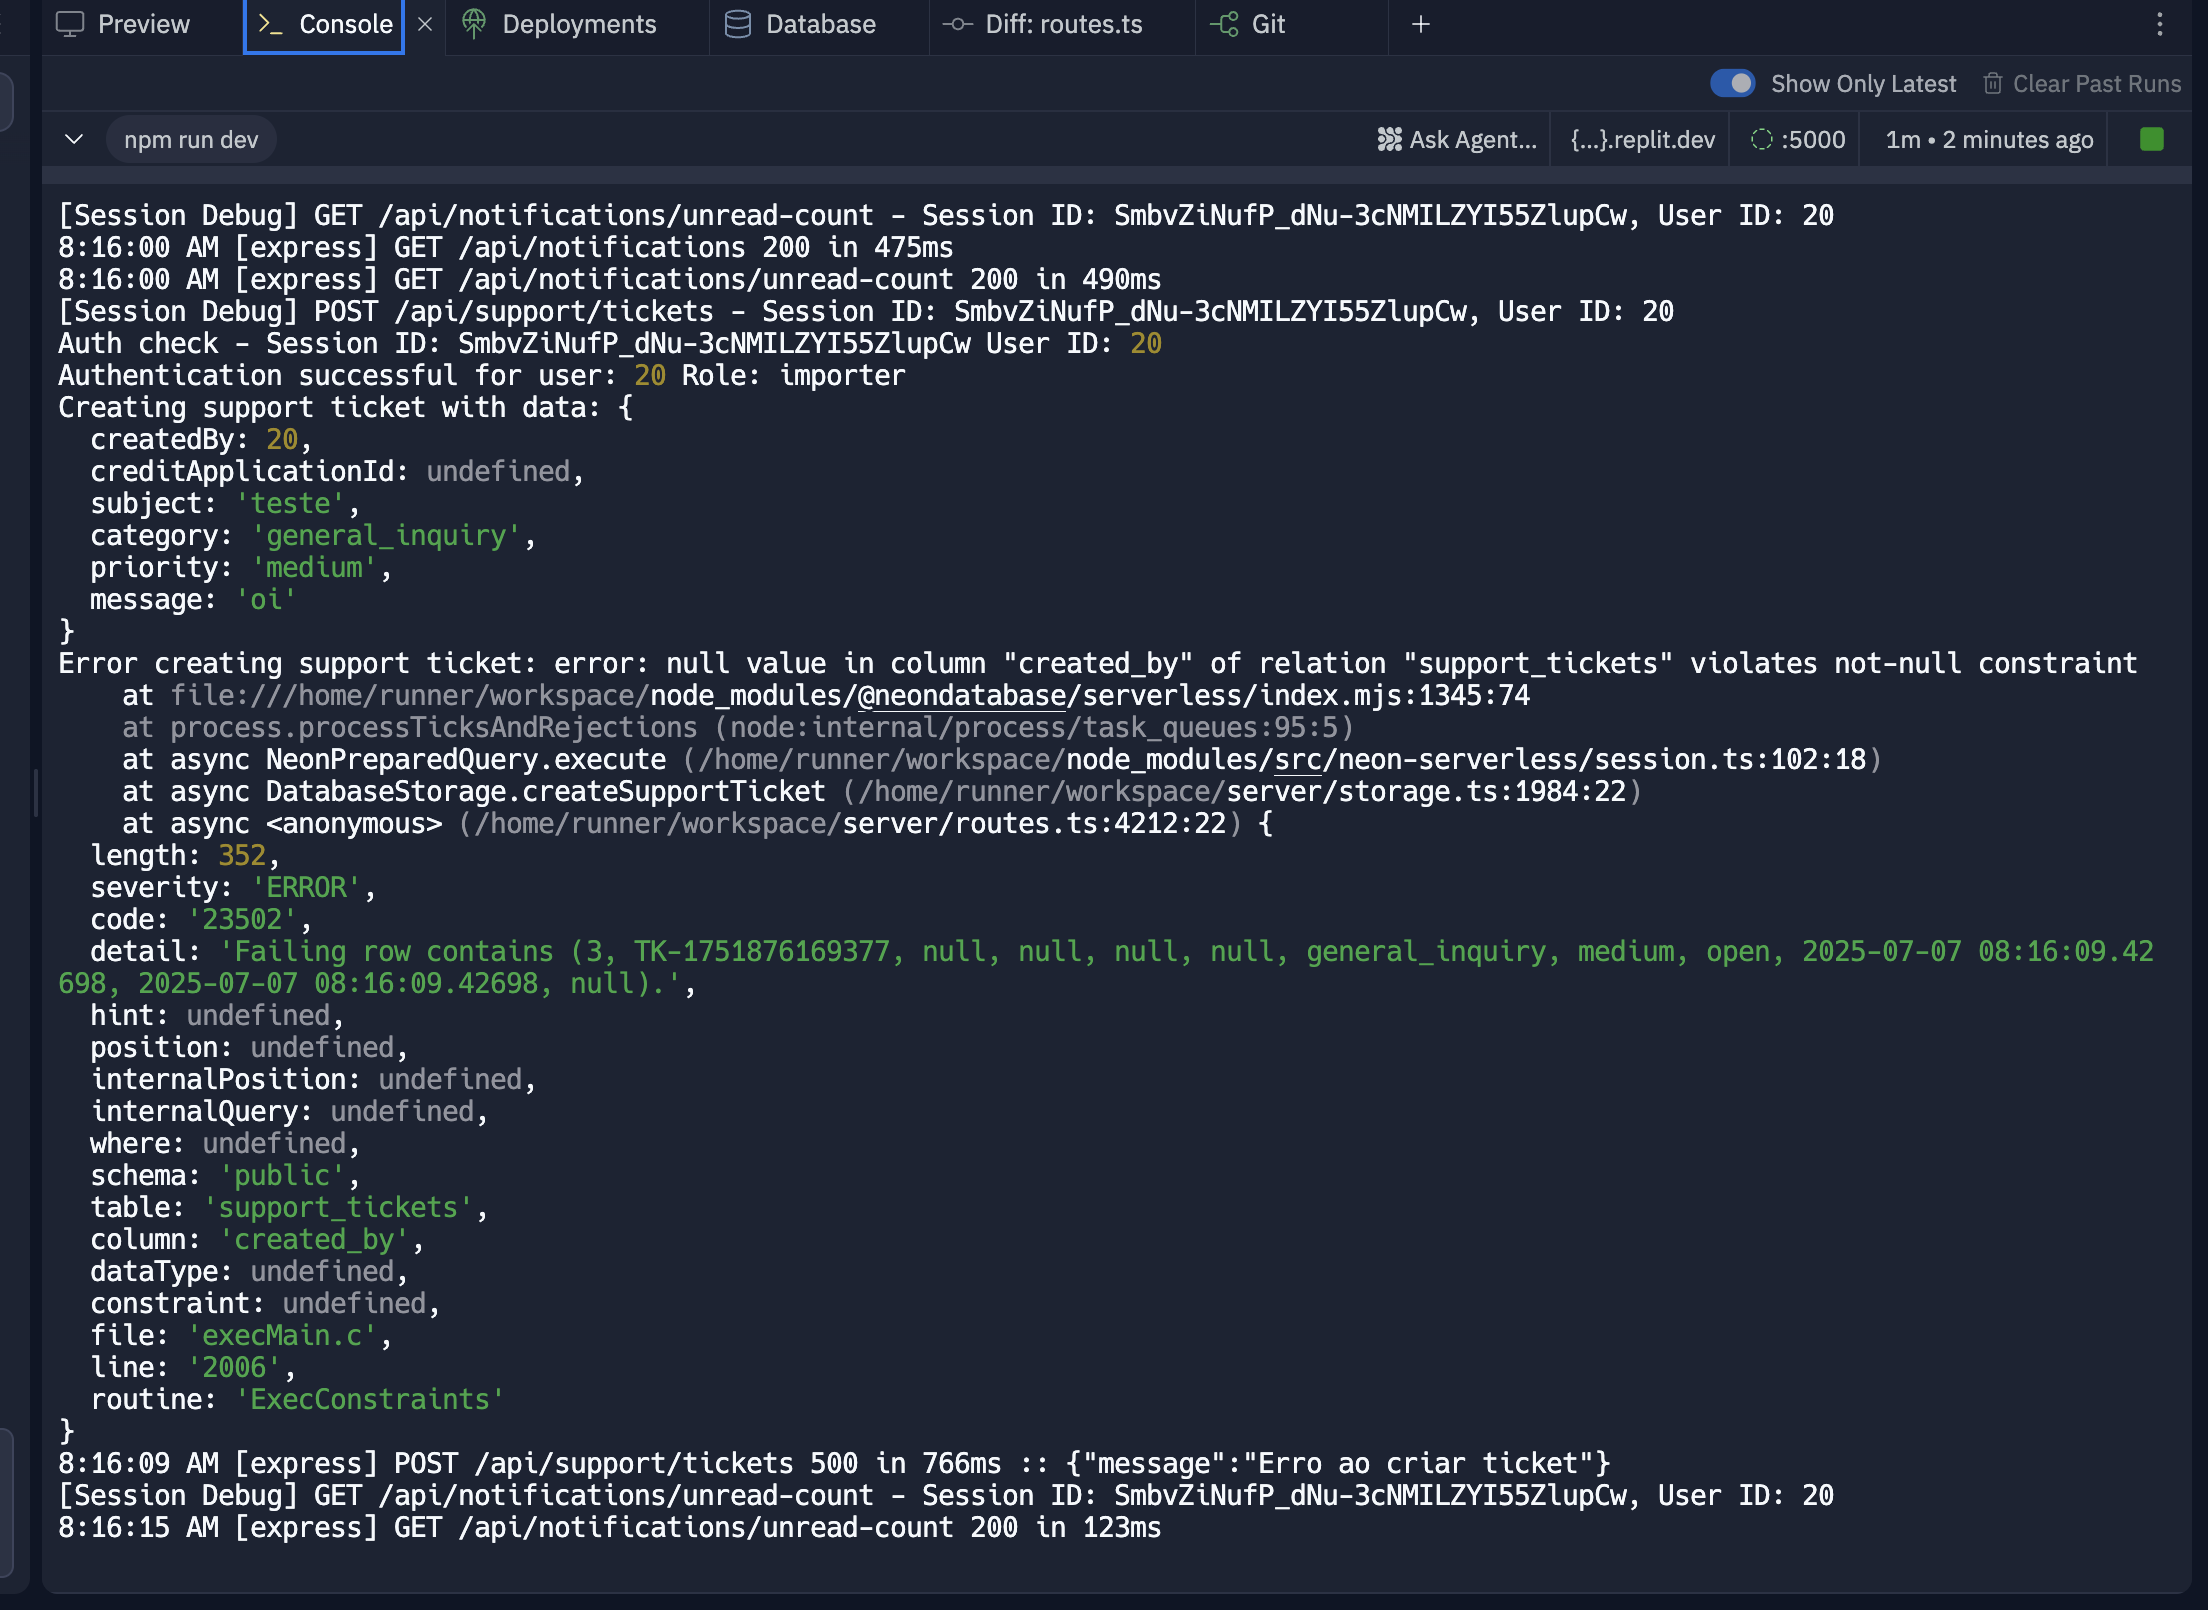 Preview
Console
Deployments
Database
Diff: routes.ts
Git
Show Only Latest
Clear Past Runs
npm run dev
Ask Agent...
{...}.replit.dev
:5000
1m • 2 minutes ago
[Session Debug] GET /api/notifications/unread-count - Session ID: SmbvZiNufP_dNu-3cNMILZYI55ZlupCw, User ID: 20
8:16:00 AM [express] GET /api/notifications 200 in 475ms
8:16:00 AM [express] GET /api/notifications/unread-count 200 in 490ms
[Session Debug] POST /api/support/tickets - Session ID: SmbvZiNufP_dNu-3cNMILZYI55ZlupCw, User ID: 20
Auth check - Session ID: SmbvZiNufP_dNu-3cNMILZYI55ZlupCw User ID: 20
Authentication successful for user: 20 Role: importer
Creating support ticket with data: {
  createdBy: 20,
  creditApplicationId: undefined,
  subject: 'teste',
  category: 'general_inquiry',
  priority: 'medium',
  message: 'oi'
}
Error creating support ticket: error: null value in column "created_by" of relation "support_tickets" violates not-null constraint
    at file:///home/runner/workspace/node_modules/@neondatabase/serverless/index.mjs:1345:74
    at process.processTicksAndRejections (node:internal/process/task_queues:95:5)
    at async NeonPreparedQuery.execute (/home/runner/workspace/node_modules/src/neon-serverless/session.ts:102:18)
    at async DatabaseStorage.createSupportTicket (/home/runner/workspace/server/storage.ts:1984:22)
    at async <anonymous> (/home/runner/workspace/server/routes.ts:4212:22) {
  length: 352,
  severity: 'ERROR',
  code: '23502',
  detail: 'Failing row contains (3, TK-1751876169377, null, null, null, null, general_inquiry, medium, open, 2025-07-07 08:16:09.42
698, 2025-07-07 08:16:09.42698, null).',
  hint: undefined,
  position: undefined,
  internalPosition: undefined,
  internalQuery: undefined,
  where: undefined,
  schema: 'public',
  table: 'support_tickets',
  column: 'created_by',
  dataType: undefined,
  constraint: undefined,
  file: 'execMain.c',
  line: '2006',
  routine: 'ExecConstraints'
}
8:16:09 AM [express] POST /api/support/tickets 500 in 766ms :: {"message":"Erro ao criar ticket"}
[Session Debug] GET /api/notifications/unread-count - Session ID: SmbvZiNufP_dNu-3cNMILZYI55ZlupCw, User ID: 20
8:16:15 AM [express] GET /api/notifications/unread-count 200 in 123ms